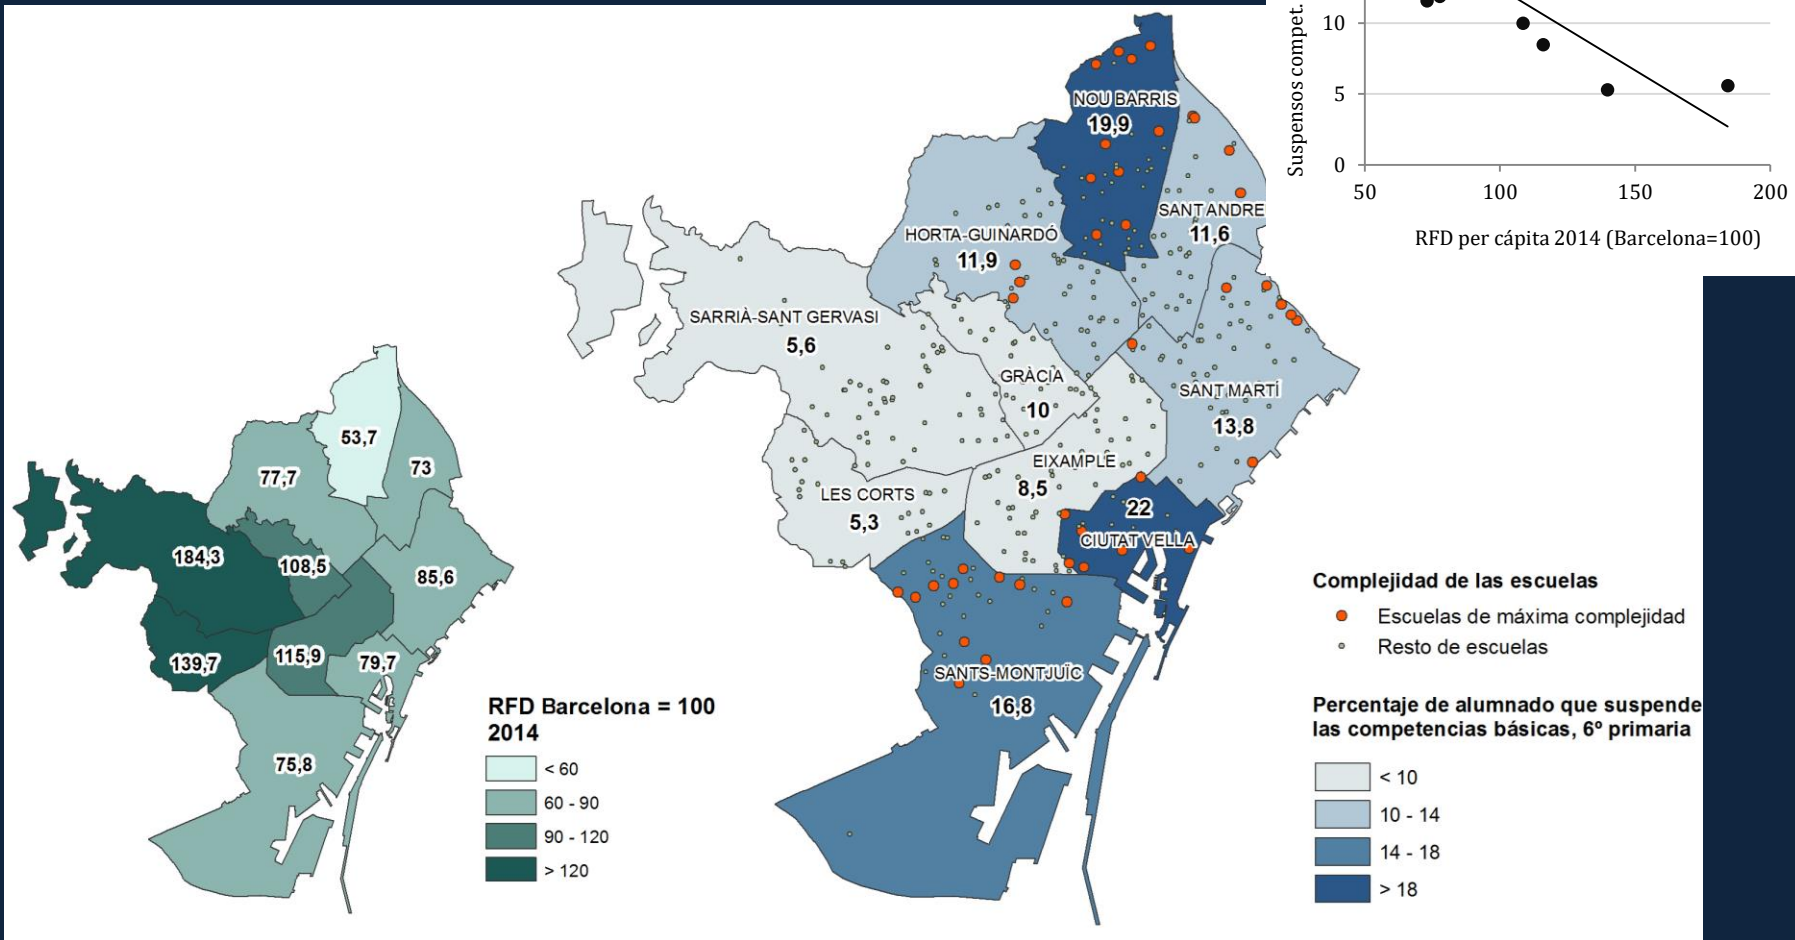 Suspensos compet.
10
5
0
50
100
150
200
RFD per cápita 2014 (Barcelona=100)
NOU BARRIS
19,9
SANT ANDRE
11,6
HORTA-GUINARDÓ
11,9
SARRIÀ-SANT GERVASI
5,6
GRÀCIA
10
SANT MARTÍ
13,8
EIXAMPLE
8,5
LES CORTS
5,3
22
CIUTAT VELLA
SANTS-MONTJUÏC
16,8
53,7
77,7
73
184,3
108,5
85,6
139,7
115,9
79,7
75,8
RFD Barcelona = 100
2014
< 60
60 - 90
90 - 120
> 120
Complejidad de las escuelas
Escuelas de máxima complejidad
Resto de escuelas
Percentaje de alumnado que suspende
las competencias básicas, 6º primaria
< 10
10 - 14
14 - 18
> 18